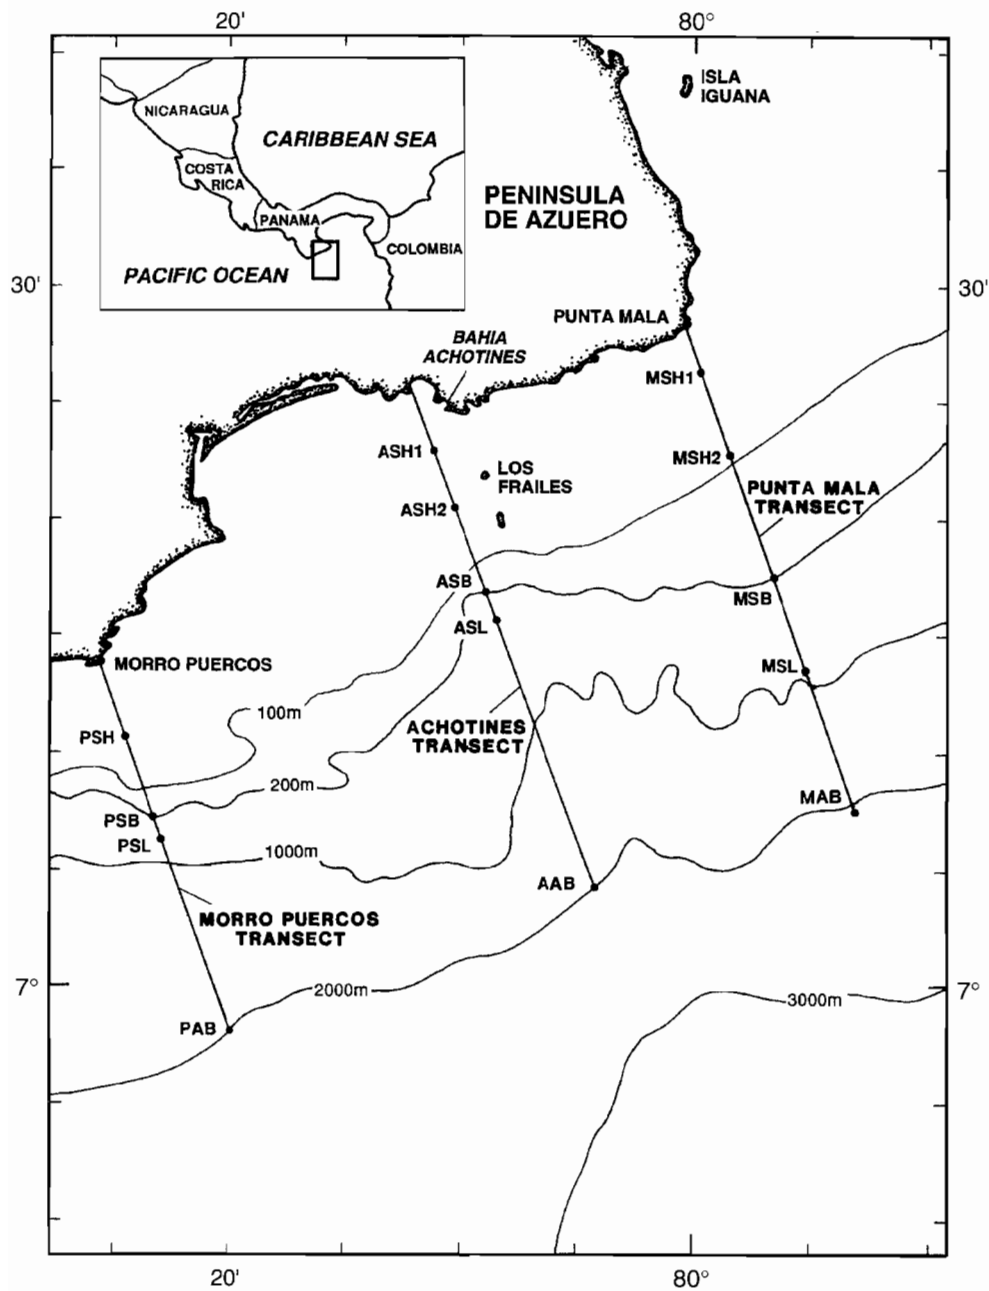 20'
80°
ISLA
IGUANA
NICARAGUA
CARIBBEAN SEA
COSTA
RICA
PANAMA
COLOMBIA
PACIFIC OCEAN
PENINSULA
DE AZUERO
30'
30'
PUNTA MALA
BAHIA
ACHOTINES
MSH1
ASH1
MSH2
LOS
FRAILES
PUNTA MALA
TRANSECT
ASH2
ASB
MSB
ASL
MORRO PUERCOS
MSL
100m
PSH
ACHOTINES
TRANSECT
200m
MAB
PSB
PSL
1000m
AAB
MORRO PUERCOS
TRANSECT
7°
2000m
3000m
7°
PAB
20'
80°